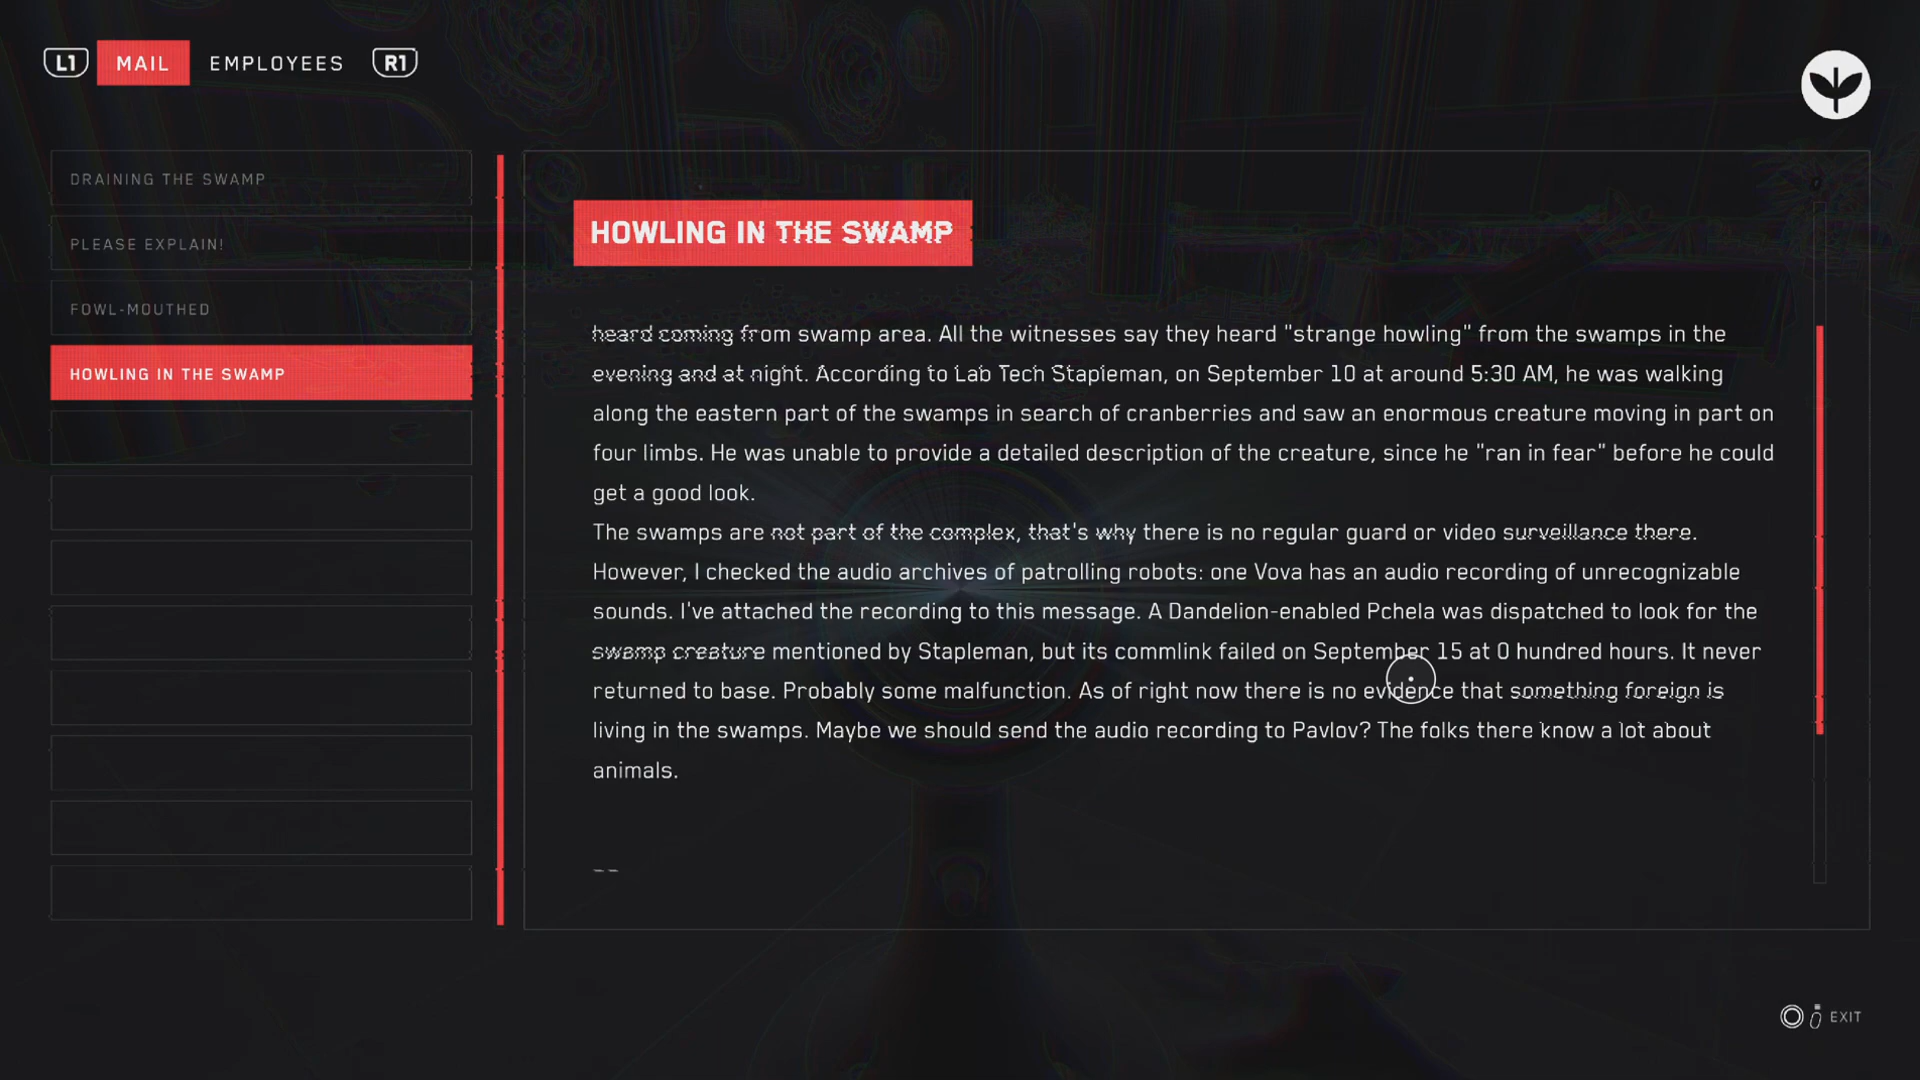 L1 MAIL EMPLOYEES R1
DRAINING THE SWAMP
PLEASE EXPLAIN!
FOWL-MOUTHED
HOWLING IN THE SWAMP
HOWLING IN THE SWAMP
heard coming from swamp area. All the witnesses say they heard "strange howling" from the swamps in the
evening and at night. According to Lab Tech Stapleman, on September 10 at around 5:30 AM, he was walking
along the eastern part of the swamps in search of cranberries and saw an enormous creature moving in part on
four limbs. He was unable to provide a detailed description of the creature, since he "ran in fear" before he could
get a good look.
The swamps are not part of the complex, that's why there is no regular guard or video surveillance there.
However, I checked the audio archives of patrolling robots: one Vova has an audio recording of unrecognizable
sounds. I've attached the recording to this message. A Dandelion-enabled Pchela was dispatched to look for the
swamp creature mentioned by Stapleman, but its commlink failed on September 15 at 0 hundred hours. It never
returned to base. Probably some malfunction. As of right now there is no evidence that something foreign is
living in the swamps. Maybe we should send the audio recording to Pavlov? The folks there know a lot about
animals.
--
EXIT